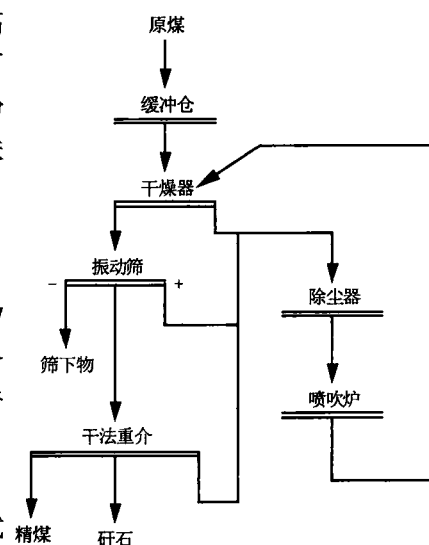 原煤
缓冲仓
干燥器
振动筛
- +
除尘器
筛下物
喷吹炉
干法重介
精煤
矸石